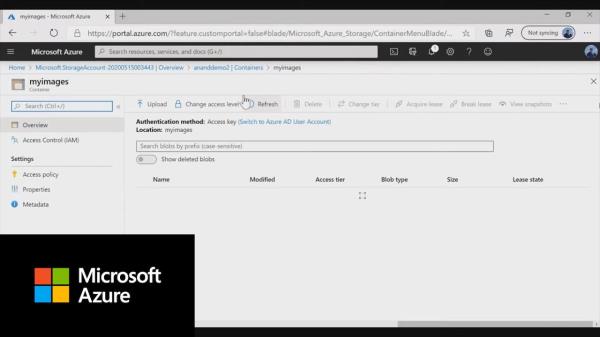 myimages - Microsoft Azure
https://portal.azure.com/?feature.customportal=false#blade/Microsoft_Azure_Storage/ContainerMenuBlade/...
Not syncing
Microsoft Azure
Search resources, services, and docs (G+/)
Home > Microsoft.StorageAccount-20200515003443 | Overview > ananddemo2 | Containers > myimages
myimages
Container
Search (Ctrl+/)
Upload Change access level Refresh Delete Change tier Acquire lease Break lease View snapshots
Overview
Access Control (IAM)
Settings
Access policy
Properties
Metadata
Authentication method: Access key (Switch to Azure AD User Account)
Location: myimages
Search blobs by prefix (case-sensitive)
Show deleted blobs
Name Modified Access tier Blob type Size Lease state
Microsoft
Azure